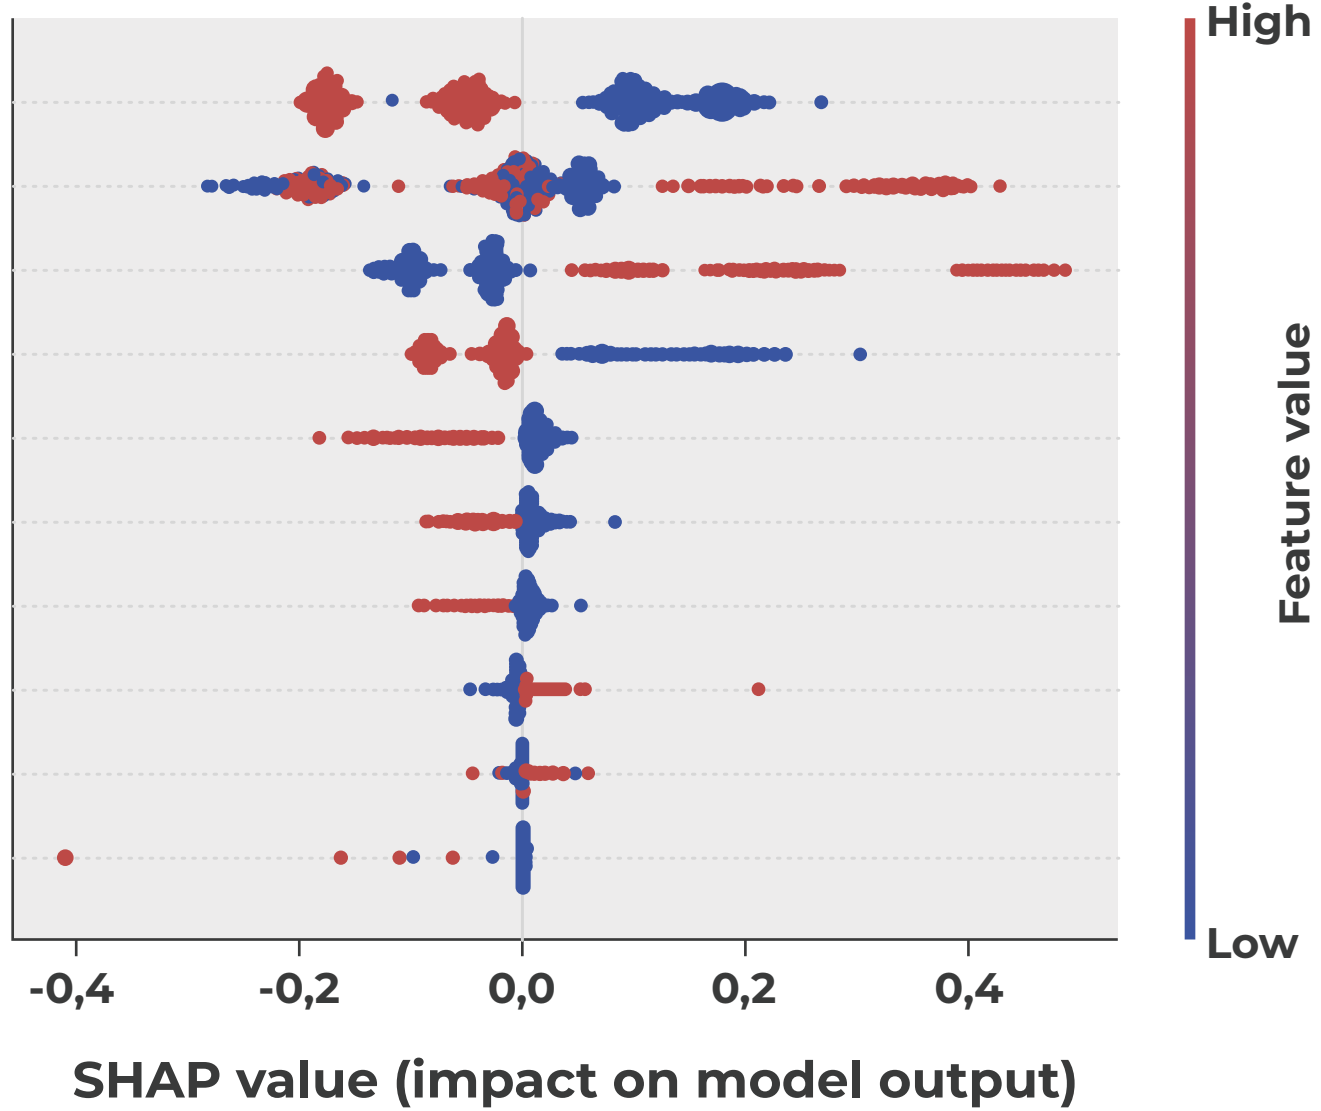 High
Feature value
Low
-0,4 -0,2 0,0 0,2 0,4
SHAP value (impact on model output)